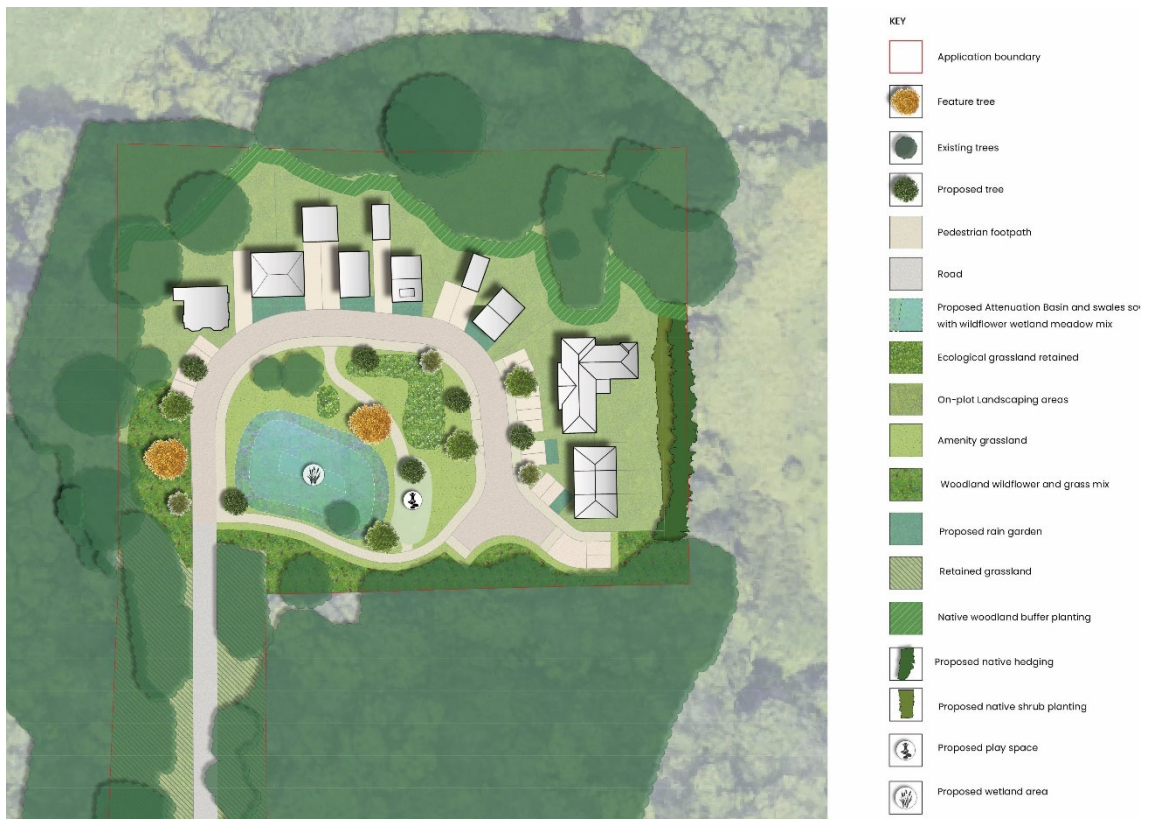 KEY
Application boundary
Feature tree
Existing trees
Proposed tree
Pedestrian footpath
Road
Proposed Attenuation Basin and swales so
with wildflower wetland meadow mix
Ecological grassland retained
On-plot Landscaping areas
Amenity grassland
Woodland wildflower and grass mix
Proposed rain garden
Retained grassland
Native woodland buffer planting
Proposed native hedging
Proposed native shrub planting
Proposed play space
Proposed wetland area